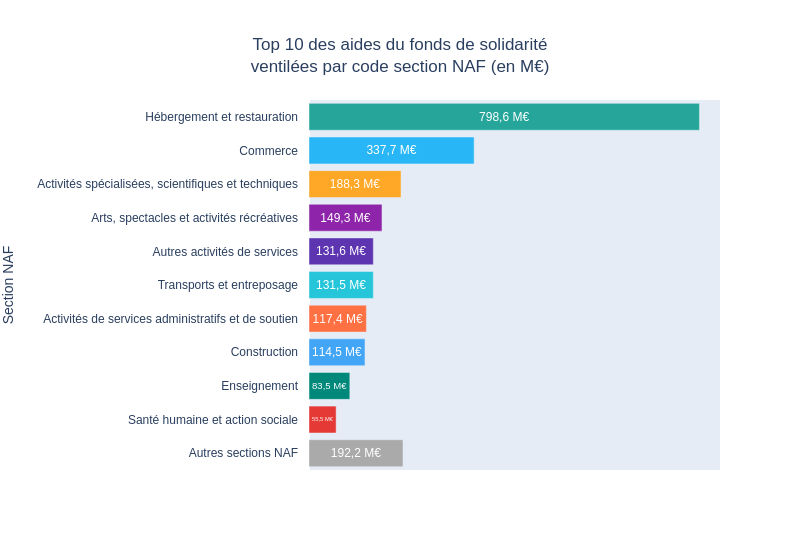 Top 10 des aides du fonds de solidarité
ventilées par code section NAF (en M€)
Section NAF
Hébergement et restauration 798,6 M€
Commerce 337,7 M€
Activités spécialisées, scientifiques et techniques 188,3 M€
Arts, spectacles et activités récréatives 149,3 M€
Autres activités de services 131,6 M€
Transports et entreposage 131,5 M€
Activités de services administratifs et de soutien 117,4 M€
Construction 114,5 M€
Enseignement 83,5 M€
Santé humaine et action sociale 55,5 M€
Autres sections NAF 192,2 M€